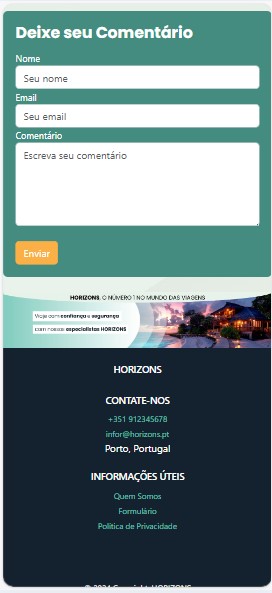 Deixe seu Comentário
Nome
Seu nome
Email
Seu email
Comentário
Escreva seu comentário
Enviar
HORIZONS, O NÚMERO 1 NO MUNDO DAS VIAGENS
Viaje com confiança e segurança
com nossos especialistas HORIZONS
HORIZONS
CONTATE-NOS
+351 912345678
infor@horizons.pt
Porto, Portugal
INFORMAÇÕES ÚTEIS
Quem Somos
Formulário
Política de Privacidade
© 2024 Copyright: HORIZONS